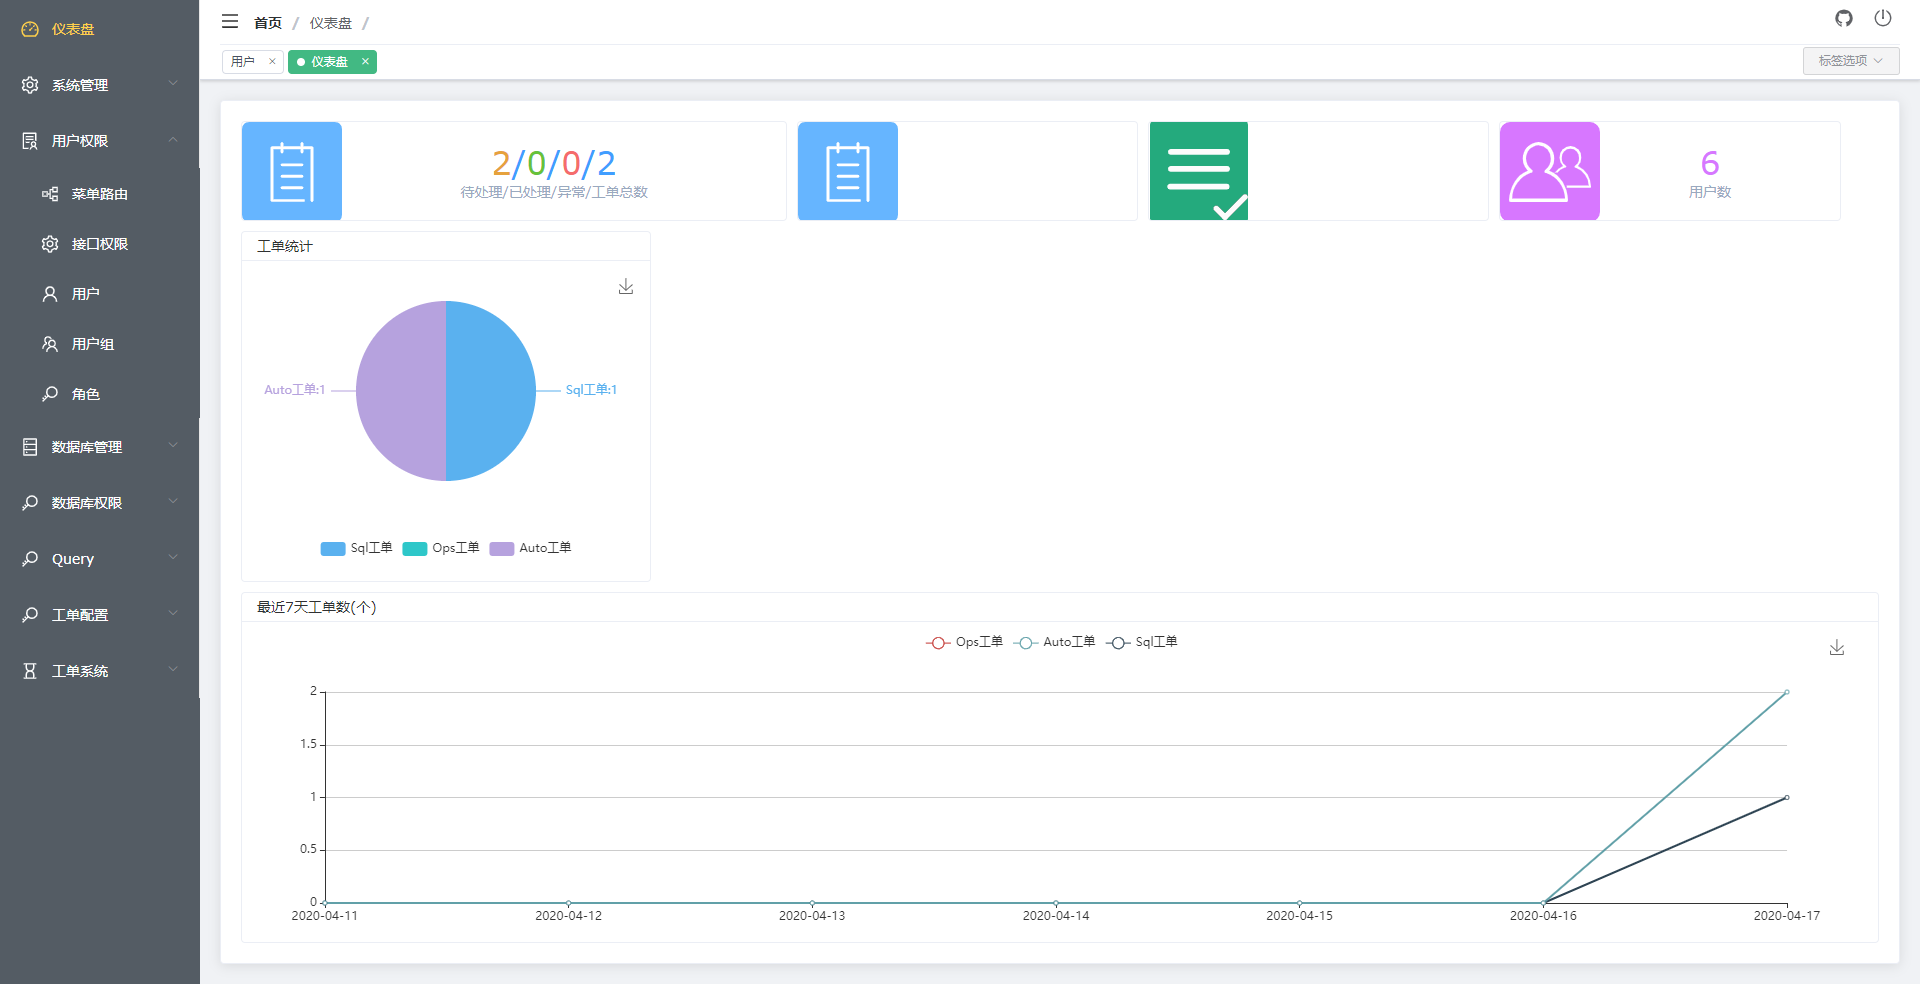 仪表盘
系统管理
用户权限
菜单路由
接口权限
用户
用户组
角色
数据库管理
数据库权限
Query
工单配置
工单系统
首页 / 仪表盘 /
用户 × 仪表盘 ×
标签选项
2/0/0/2
待处理/已处理/异常/工单总数
6
用户数
工单统计
Auto工单:1
Sql工单:1
Sql工单 Ops工单 Auto工单
最近7天工单数(个)
Ops工单 Auto工单 Sql工单
2
1.5
1
0.5
0
2020-04-11 2020-04-12 2020-04-13 2020-04-14 2020-04-15 2020-04-16 2020-04-17